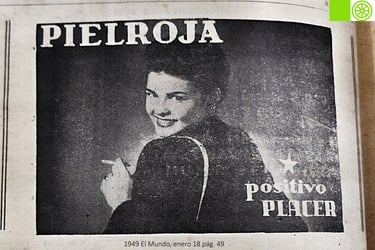 PIELROJA
positivo
PLACER
1949 El Mundo, enero 18 pág. 49